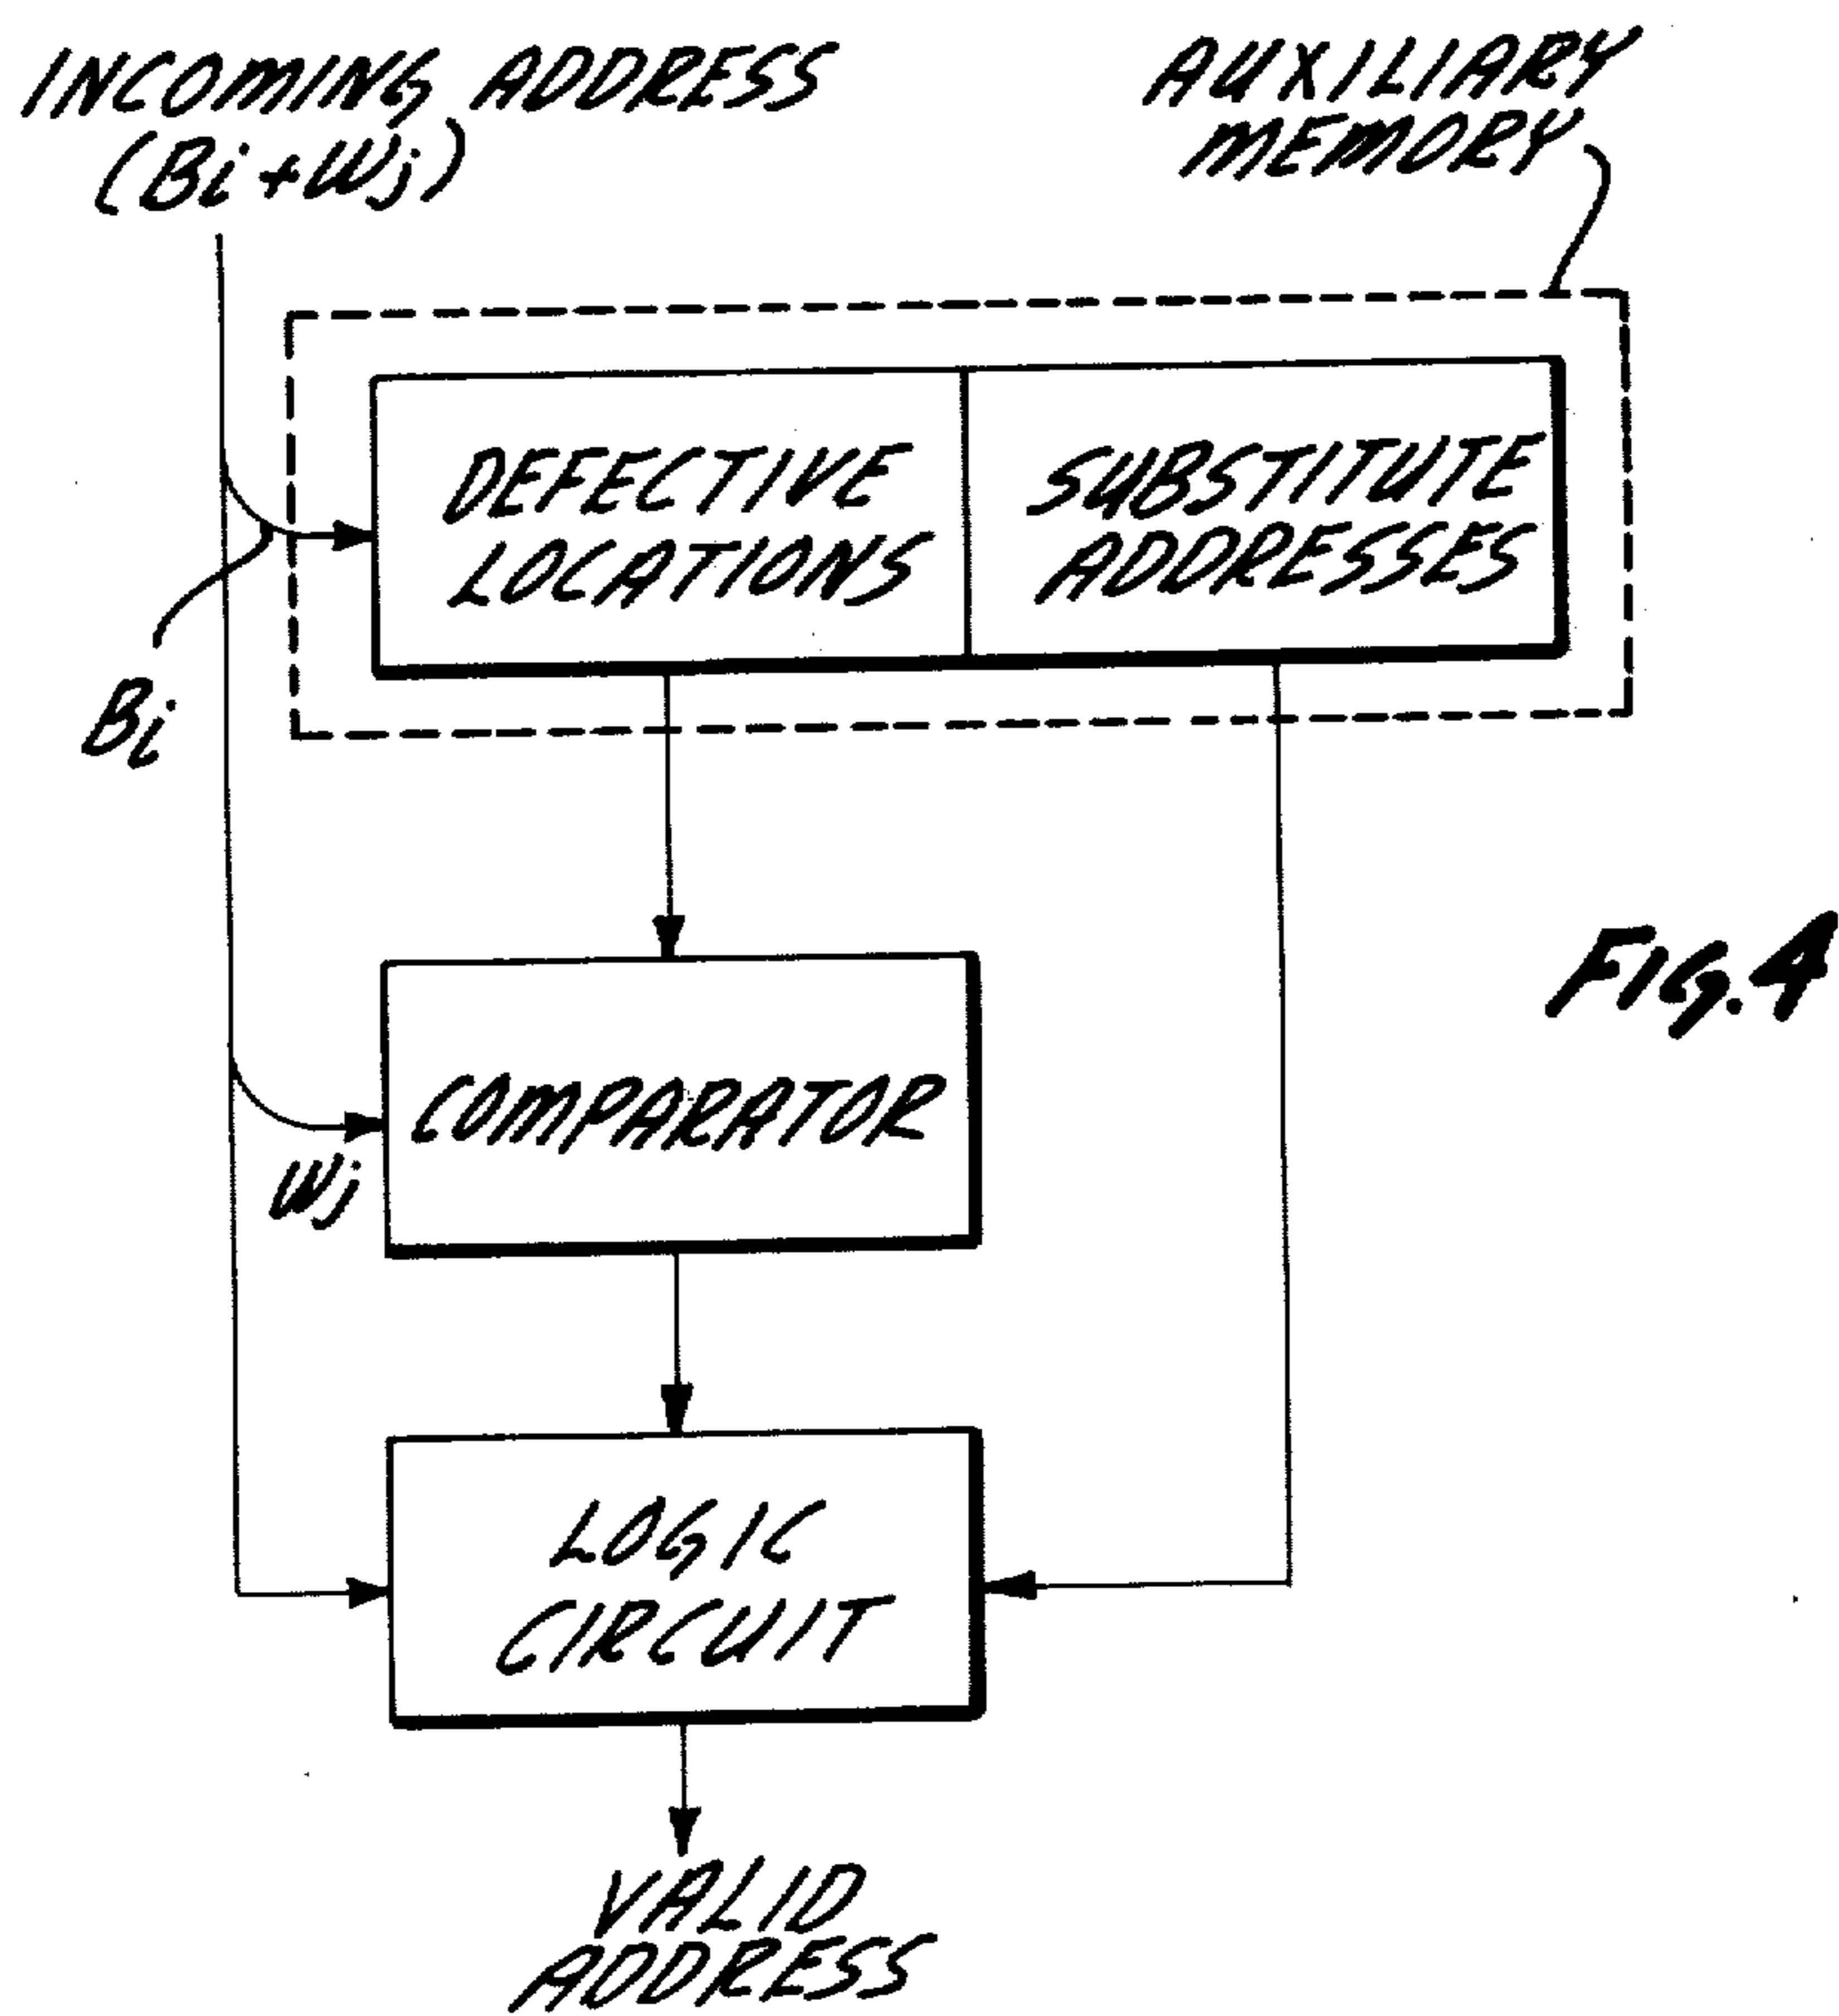 INCOMING ADDRESS
(Bi+Wj)
AUXILIARY
MEMORY
DEFECTIVE
LOCATIONS
SUBSTITUTE
ADDRESSES
Bi
FIG. 4
COMPARATOR
Wj
LOGIC
CIRCUIT
VALID
ADDRESS